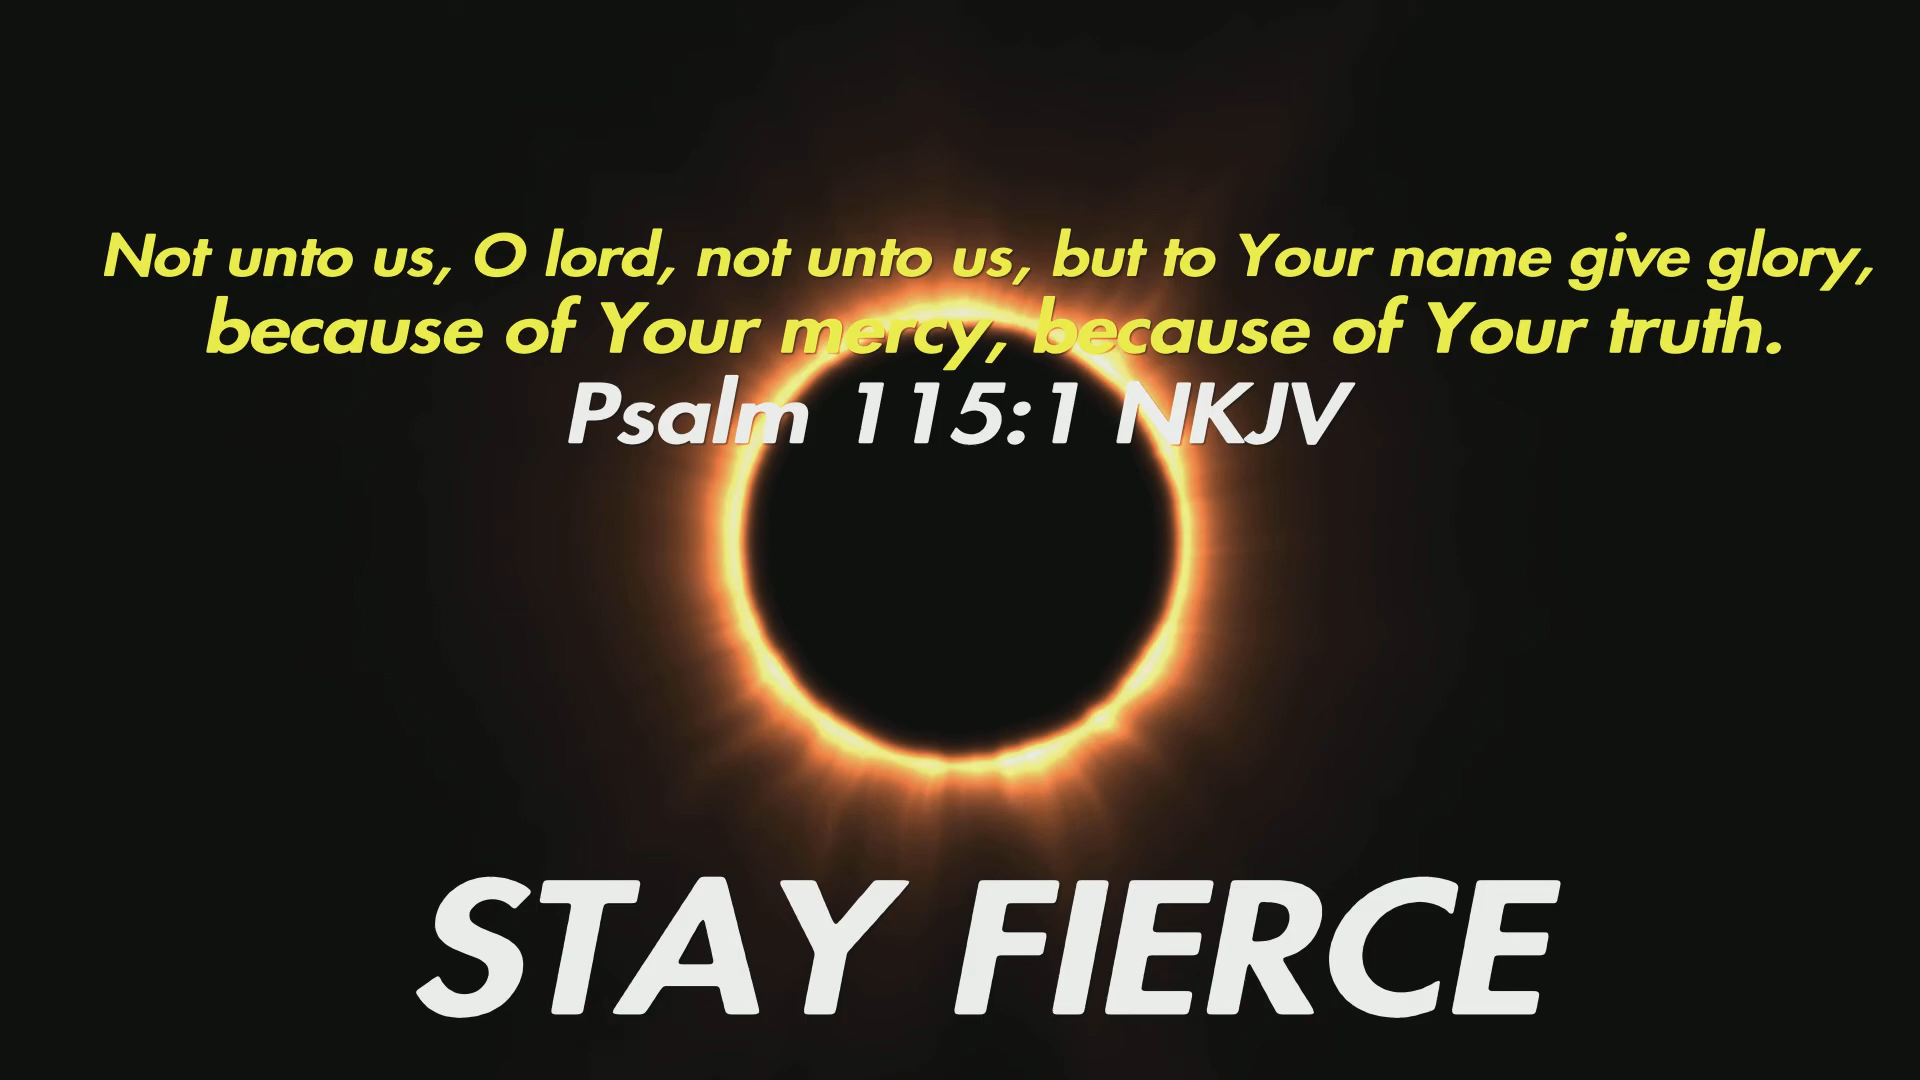 Not unto us, O lord, not unto us, but to Your name give glory,
because of Your mercy, because of Your truth.
Psalm 115:1 NKJV
STAY FIERCE